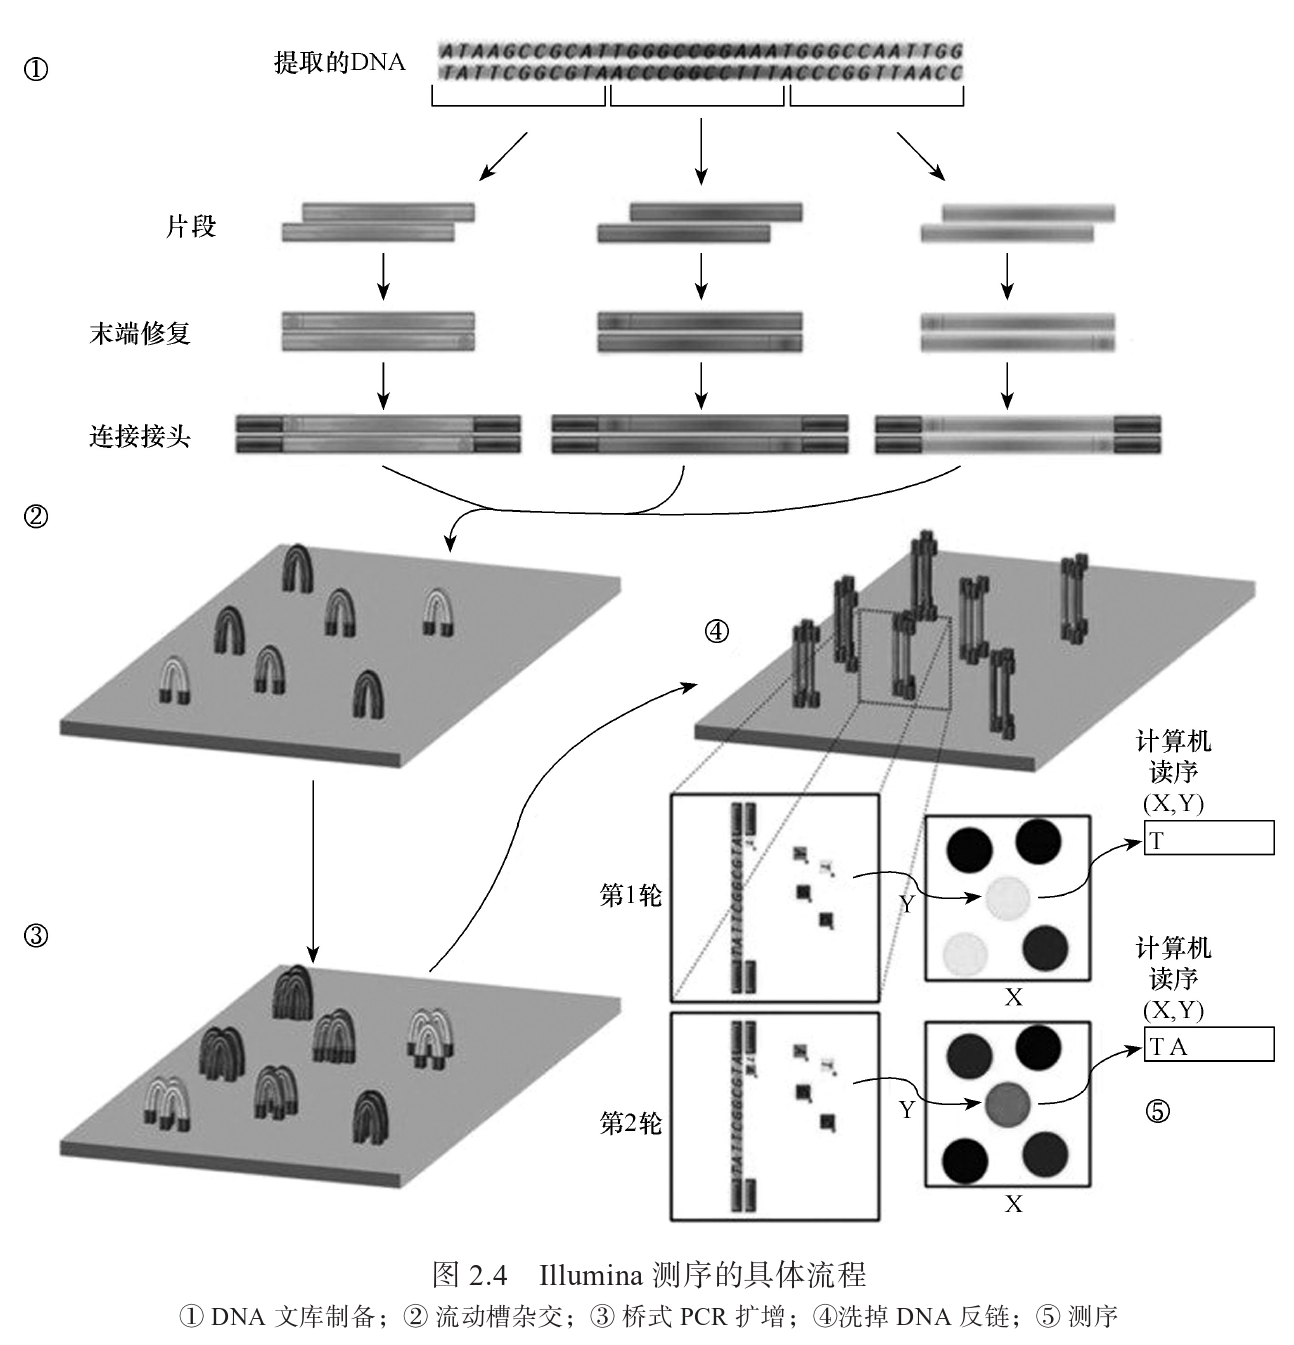 ①
提取的DNA
ATAAGCCGCATTGGGCCGGAAATGGGCCAATTGG
TATTCGGCGTAACCCGGCCTTTACCCGGTTAACC
片段
末端修复
连接接头
②
④
③
计算机
读序
(X,Y)
T
第1轮
TATTCGGCGTA
T
A
T
Y
X
计算机
读序
(X,Y)
T A
第2轮
TATTCGGCGTA
T
A
T
Y
X
⑤
图 2.4 Illumina 测序的具体流程
① DNA 文库制备；② 流动槽杂交；③ 桥式 PCR 扩增；④洗掉 DNA 反链；⑤ 测序